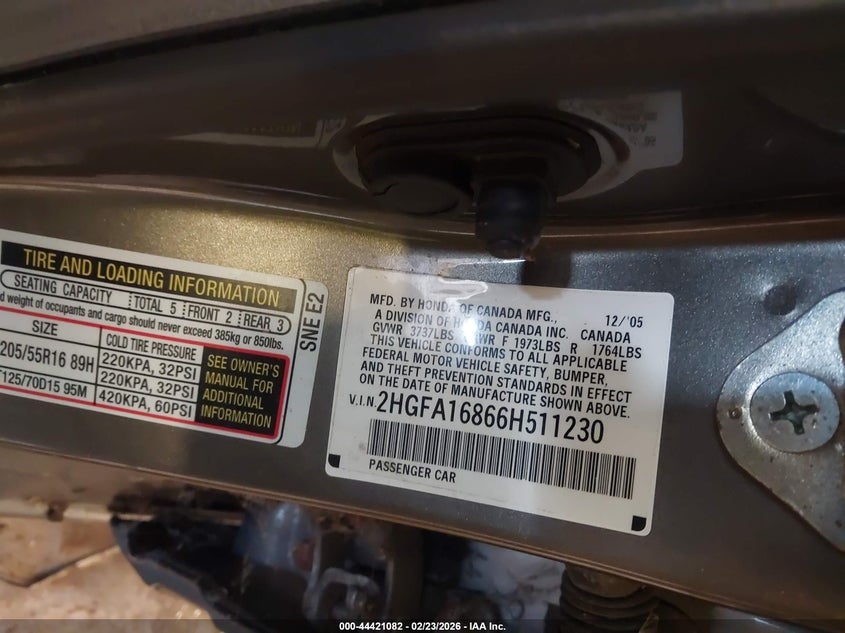 TIRE AND LOADING INFORMATION
SEATING CAPACITY TOTAL 5 FRONT 2 REAR 3
d weight of occupants and cargo should never exceed 385kg or 850lbs.
SIZE COLD TIRE PRESSURE
205/55R16 89H 220KPA, 32PSI
220KPA, 32PSI
T125/70D15 95M 420KPA, 60PSI
SEE OWNER'S
MANUAL FOR
ADDITIONAL
INFORMATION
SNE E2
MFD. BY HONDA OF CANADA MFG., 12/'05
A DIVISION OF HONDA CANADA INC. CANADA
GVWR 3737LBS F 1973LBS R 1764LBS
THIS VEHICLE CONFORMS TO ALL APPLICABLE
FEDERAL MOTOR VEHICLE SAFETY, BUMPER,
AND THEFT PREVENTION STANDARDS IN EFFECT
ON THE DATE OF MANUFACTURE SHOWN ABOVE.
V.I.N. 2HGFA16866H511230
PASSENGER CAR
000-44421082 - 02/23/2026 - IAA Inc.